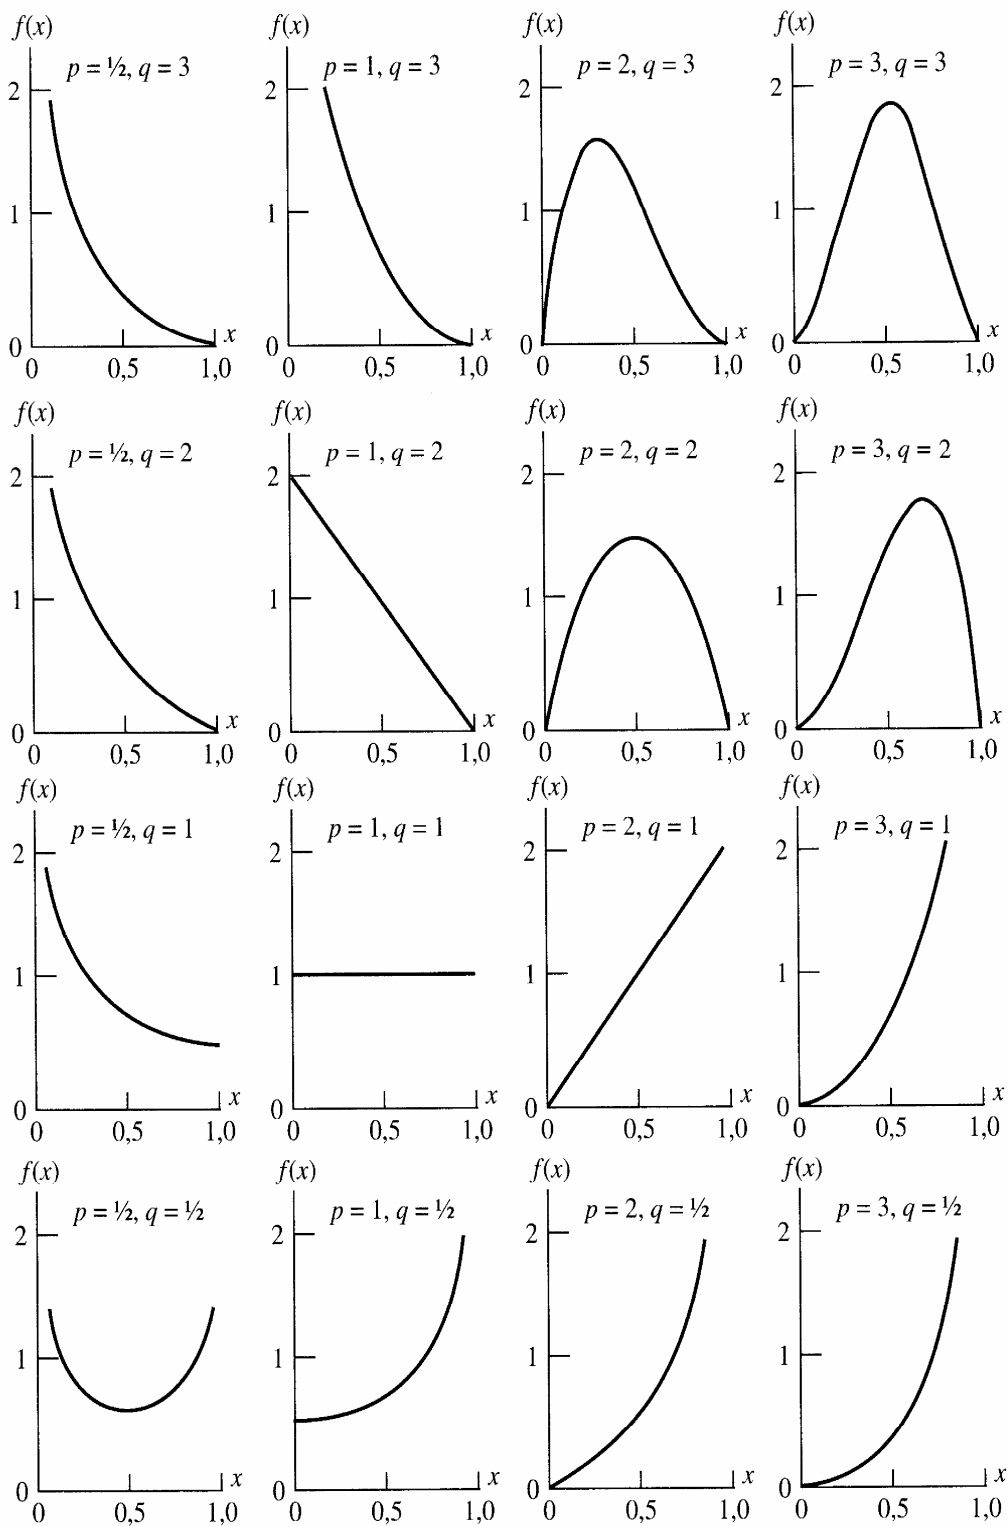 f(x) f(x) f(x) f(x)
p = ½, q = 3 p = 1, q = 3 p = 2, q = 3 p = 3, q = 3
2 2 2 2
1 1 1 1
0 x 0 x 0 x 0 x
0 0,5 1,0 0 0,5 1,0 0 0,5 1,0 0 0,5 1,0
f(x) f(x) f(x) f(x)
p = ½, q = 2 p = 1, q = 2 p = 2, q = 2 p = 3, q = 2
2 2 2 2
1 1 1 1
0 x 0 x 0 x 0 x
0 0,5 1,0 0 0,5 1,0 0 0,5 1,0 0 0,5 1,0
f(x) f(x) f(x) f(x)
p = ½, q = 1 p = 1, q = 1 p = 2, q = 1 p = 3, q = 1
2 2 2 2
1 1 1 1
0 x 0 x 0 x 0 x
0 0,5 1,0 0 0,5 1,0 0 0,5 1,0 0 0,5 1,0
f(x) f(x) f(x) f(x)
p = ½, q = ½ p = 1, q = ½ p = 2, q = ½ p = 3, q = ½
2 2 2 2
1 1 1 1
0 x 0 x 0 x 0 x
0 0,5 1,0 0 0,5 1,0 0 0,5 1,0 0 0,5 1,0